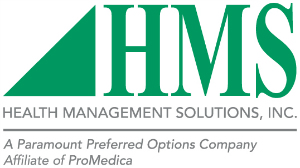 HMS
HEALTH MANAGEMENT SOLUTIONS, INC.
A Paramount Preferred Options Company
Affiliate of ProMedica